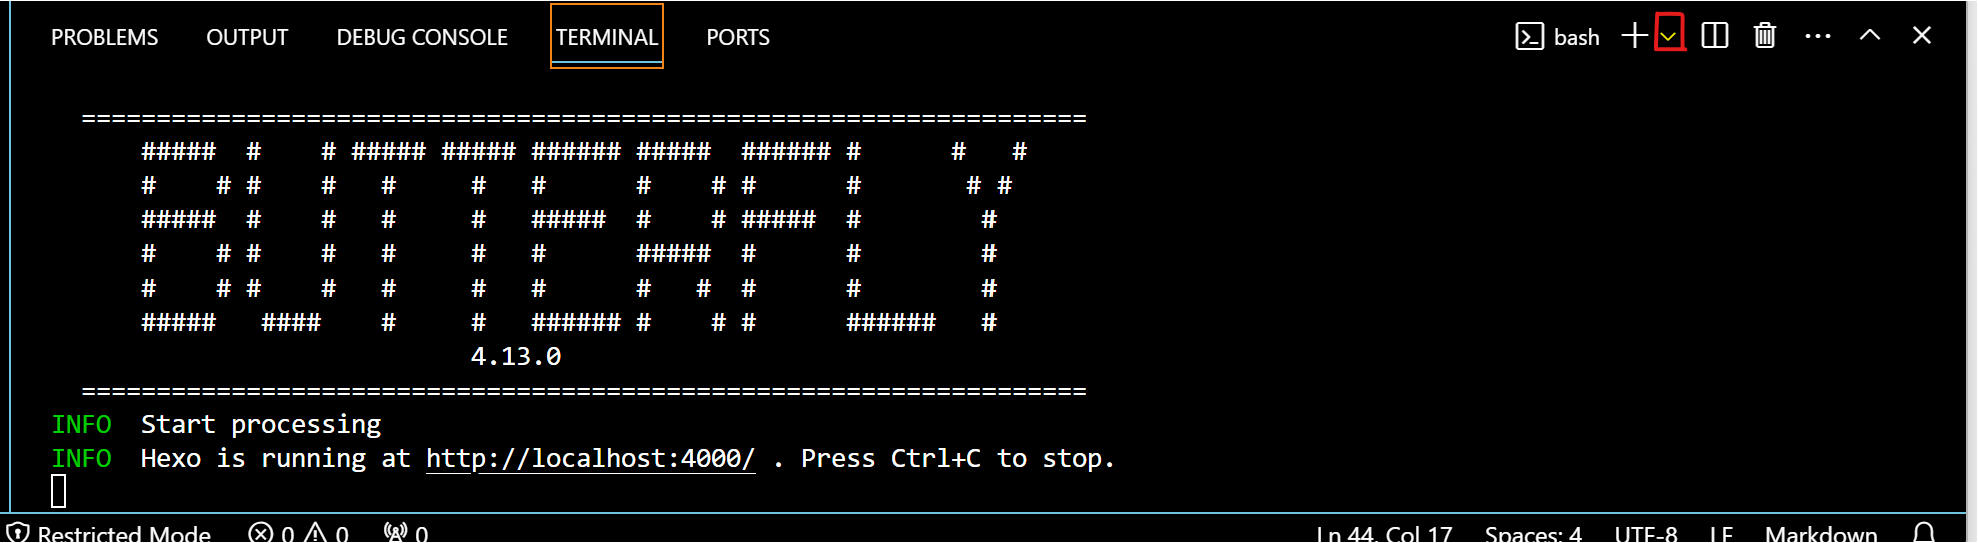 PROBLEMS OUTPUT DEBUG CONSOLE TERMINAL PORTS bash
===================================================================
    #####  #    # ##### ##### ###### #####  ###### #      #   #
    #    # #    #   #     #   #      #    # #      #       # #
    #####  #    #   #     #   #####  #    # #####  #        #
    #    # #    #   #     #   #      #####  #      #        #
    #    # #    #   #     #   #      #   #  #      #        #
    #####   ####    #     #   ###### #    # #      ######   #
4.13.0
===================================================================
INFO  Start processing
INFO  Hexo is running at http://localhost:4000/ . Press Ctrl+C to stop.
Restricted Mode 0 0 0 Ln 44, Col 17 Spaces: 4 UTF-8 LF Markdown